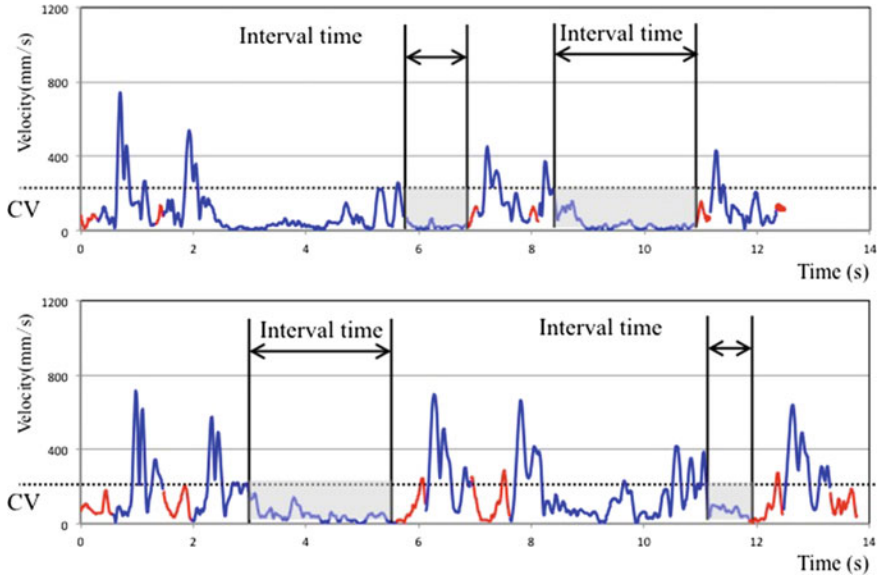 1200
Interval time
Interval time
800
Velocity(mm/s)
400
CV
0
0 2 4 6 8 10 12 14
Time (s)
1200
Interval time
Interval time
800
Velocity(mm/s)
400
CV
0
0 2 4 6 8 10 12 14
Time (s)